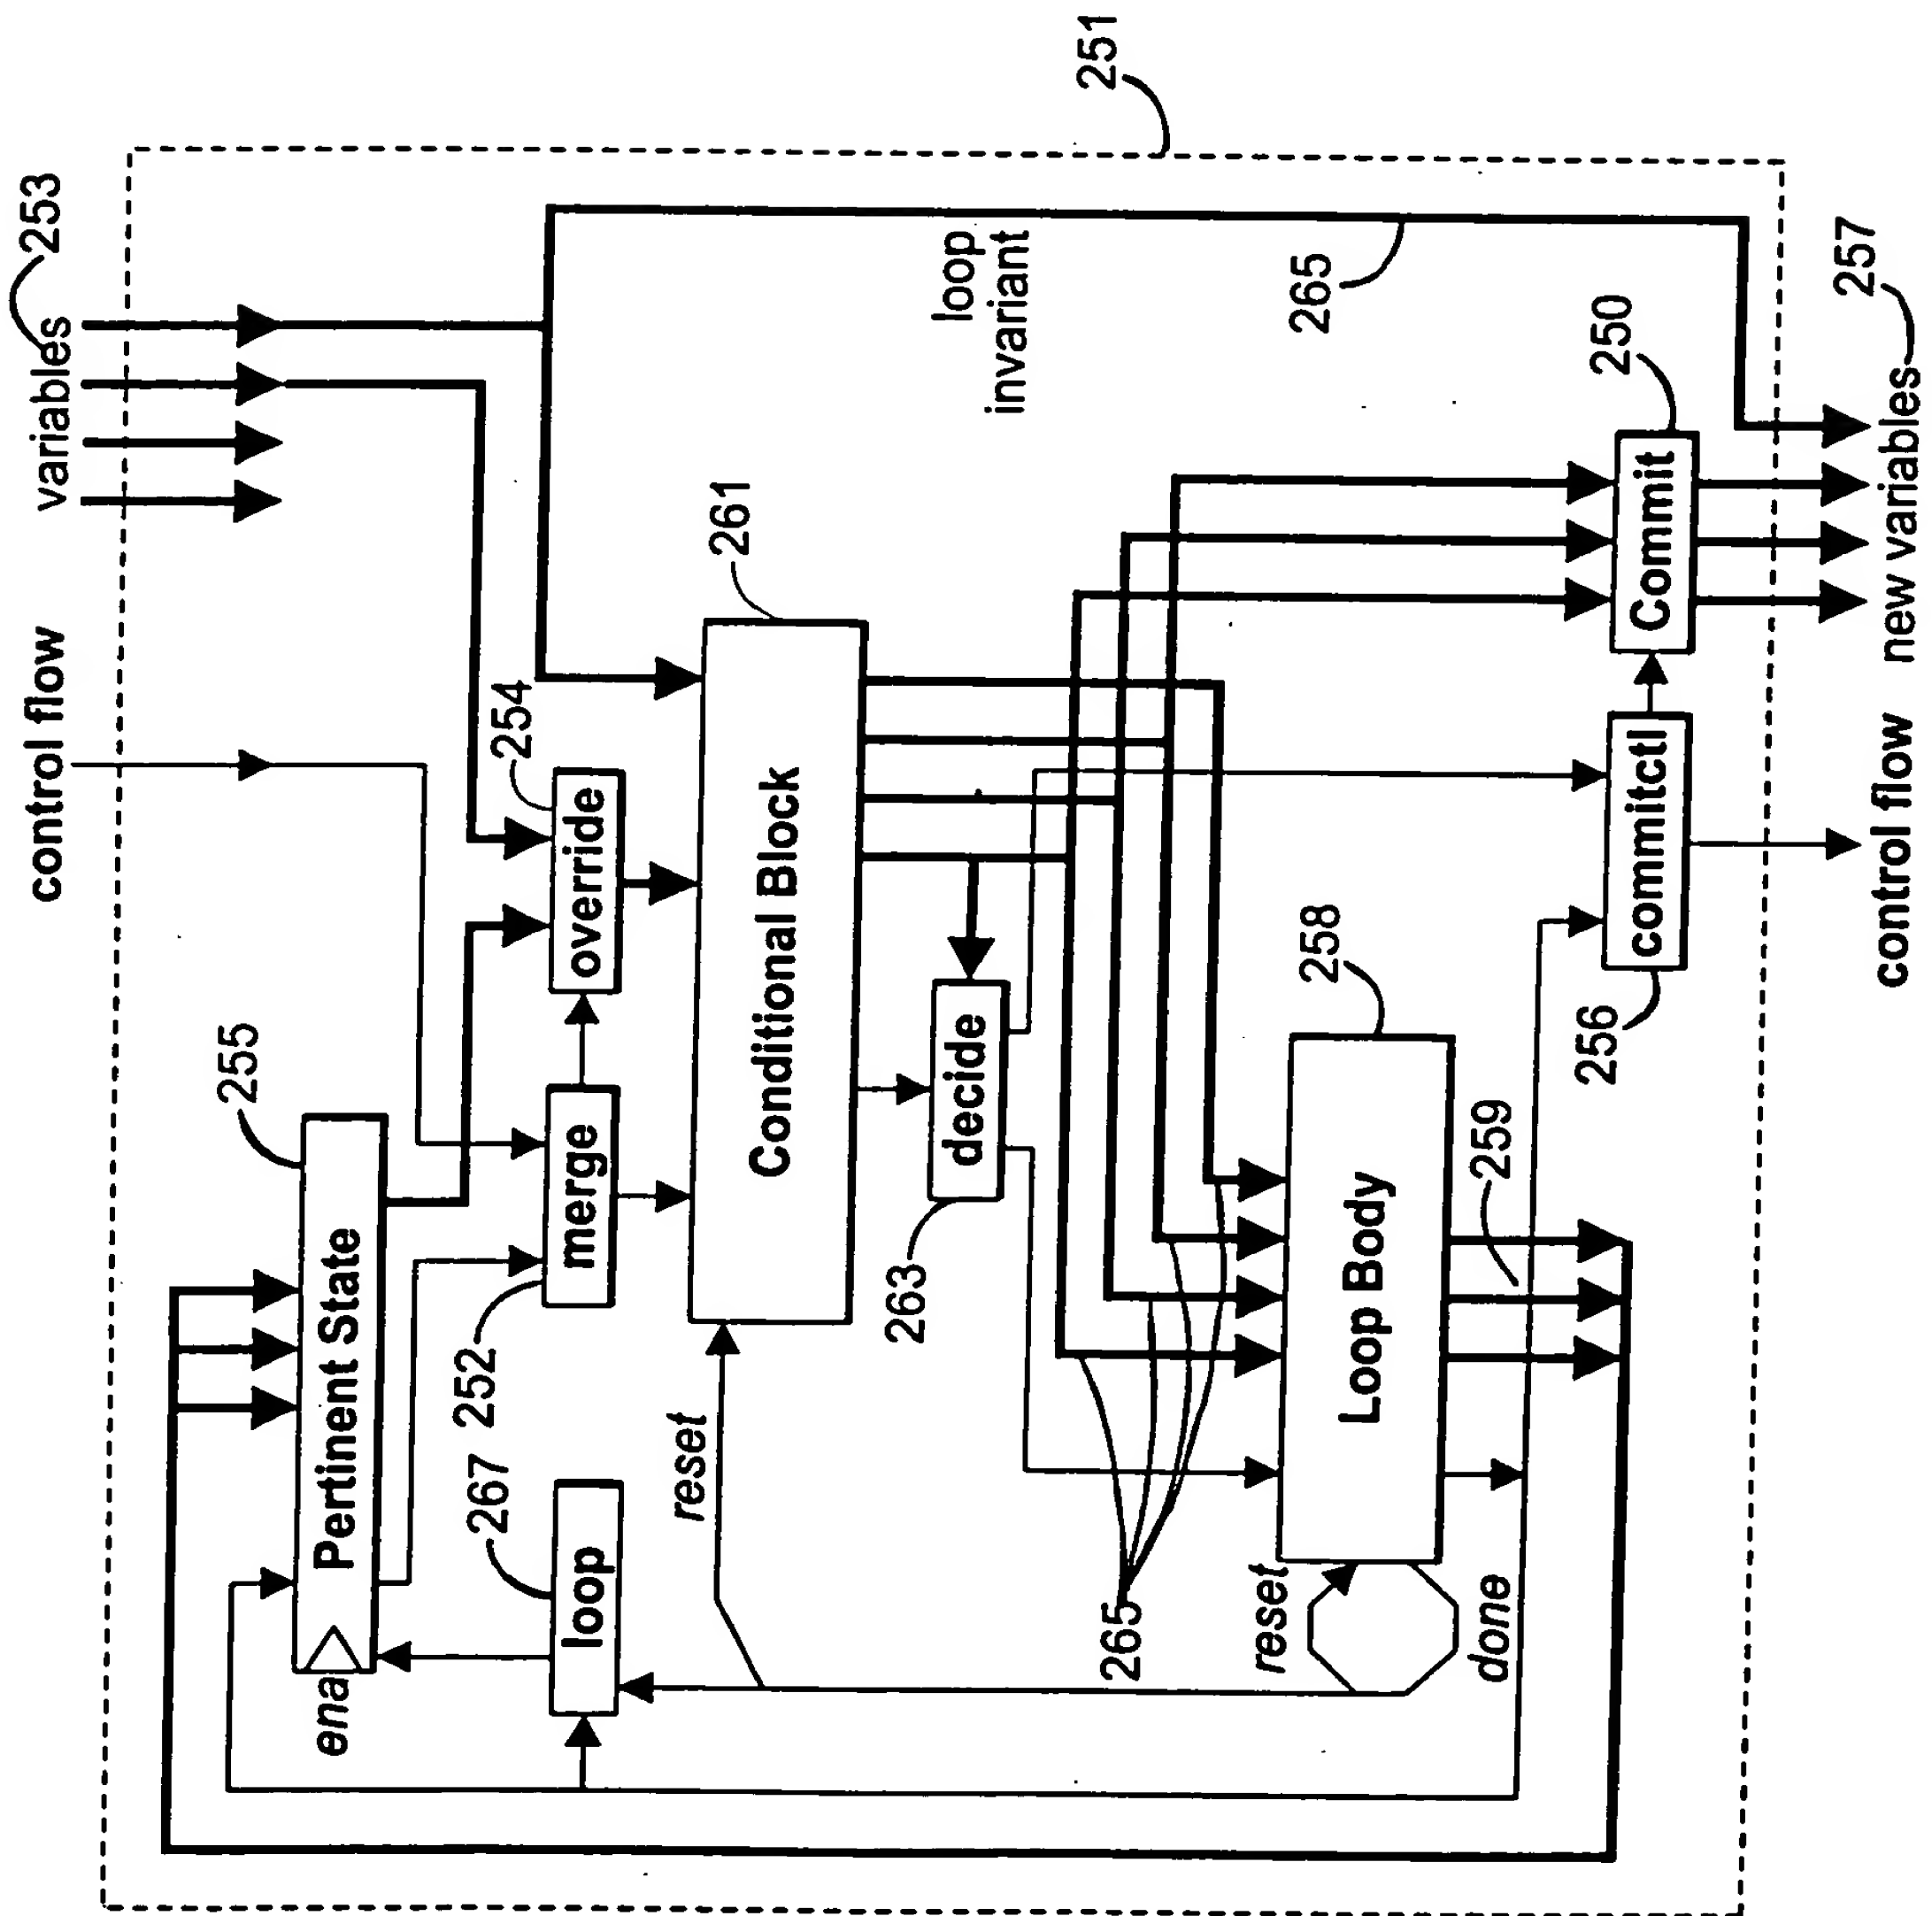 control flow
variables
253
251
255
Pertinent State
ena
254
override
merge
252
267
loop
reset
261
Conditional Block
loop
invariant
265
decide
263
265
258
Loop Body
reset
done
259
250
Commit
commitctl
256
control flow
new variables
257